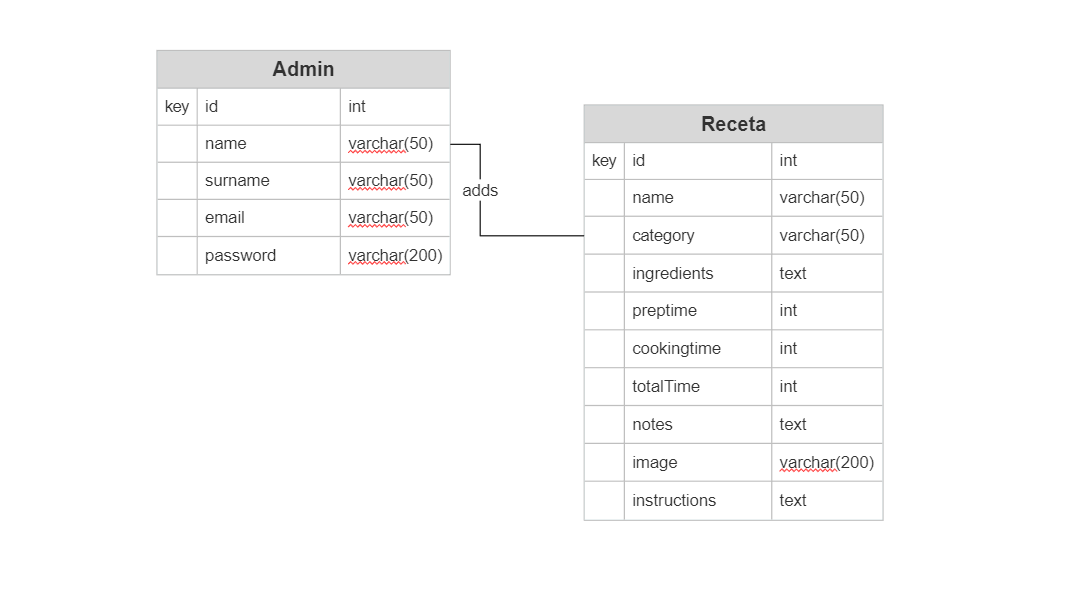 Admin
key id int
name varchar(50)
surname varchar(50)
email varchar(50)
password varchar(200)
adds
Receta
key id int
name varchar(50)
category varchar(50)
ingredients text
preptime int
cookingtime int
totalTime int
notes text
image varchar(200)
instructions text